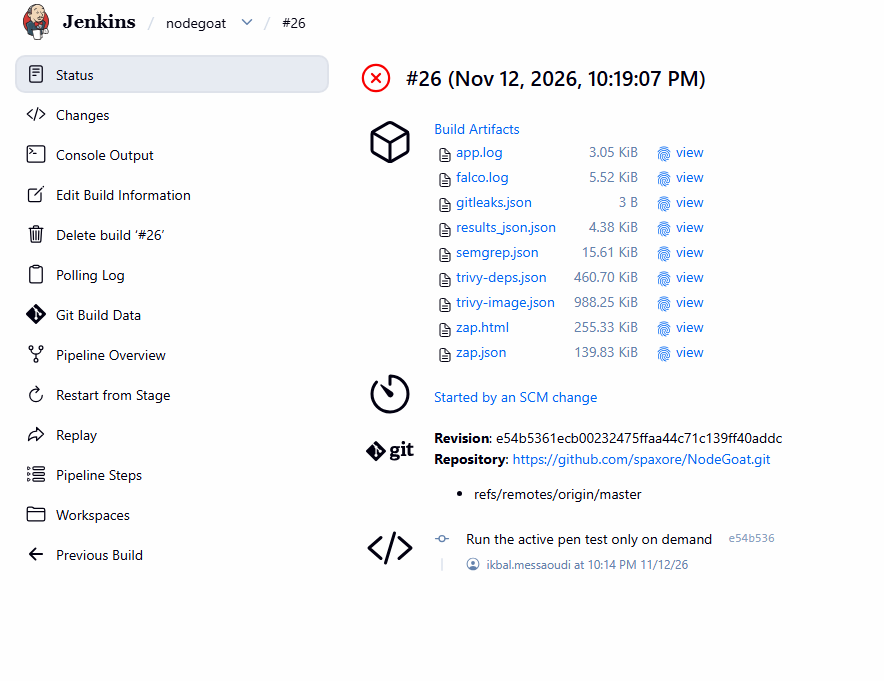 Jenkins / nodegoat / #26
Status
Changes
Console Output
Edit Build Information
Delete build ‘#26’
Polling Log
Git Build Data
Pipeline Overview
Restart from Stage
Replay
Pipeline Steps
Workspaces
Previous Build
#26 (Nov 12, 2026, 10:19:07 PM)
Build Artifacts
app.log 3.05 KiB view
falco.log 5.52 KiB view
gitleaks.json 3 B view
results_json.json 4.38 KiB view
semgrep.json 15.61 KiB view
trivy-deps.json 460.70 KiB view
trivy-image.json 988.25 KiB view
zap.html 255.33 KiB view
zap.json 139.83 KiB view
Started by an SCM change
git
Revision: e54b5361ecb00232475ffaa44c71c139ff40addc
Repository: https://github.com/spaxore/NodeGoat.git
• refs/remotes/origin/master
Run the active pen test only on demand e54b536
ikbal.messaoudi at 10:14 PM 11/12/26